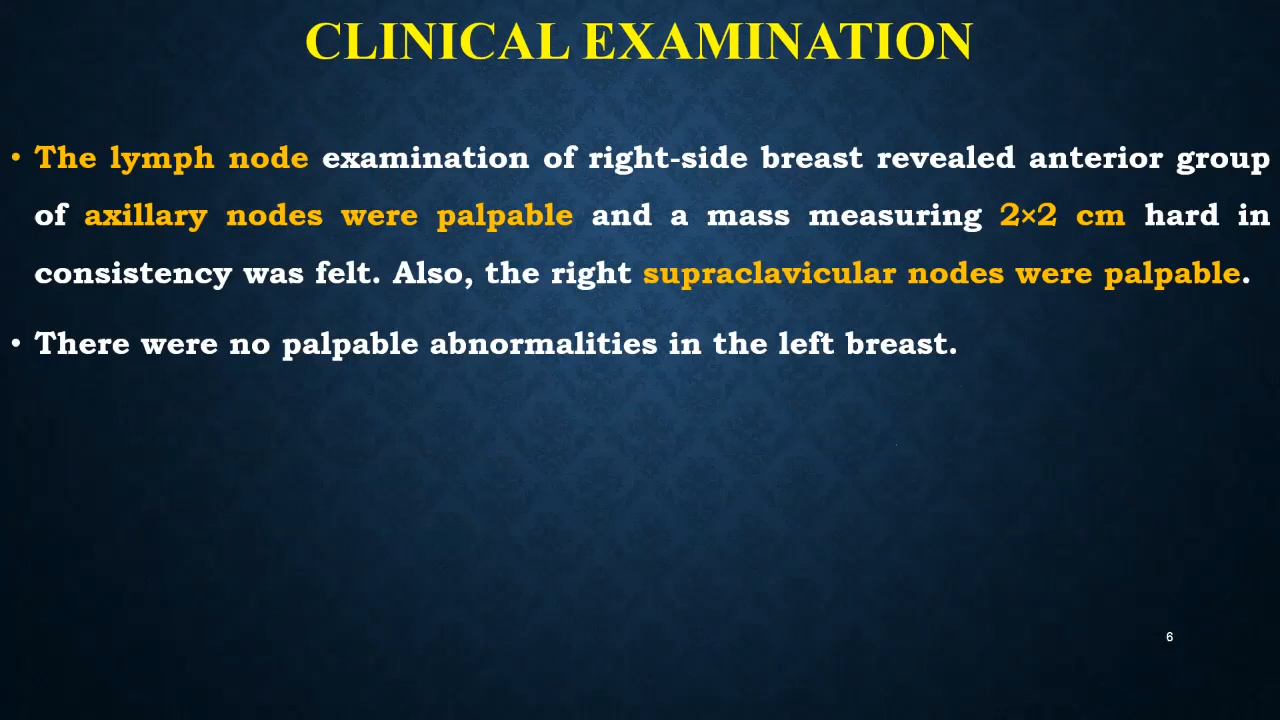 CLINICAL EXAMINATION
• The lymph node examination of right-side breast revealed anterior group
of axillary nodes were palpable and a mass measuring 2×2 cm hard in
consistency was felt. Also, the right supraclavicular nodes were palpable.
• There were no palpable abnormalities in the left breast.
6